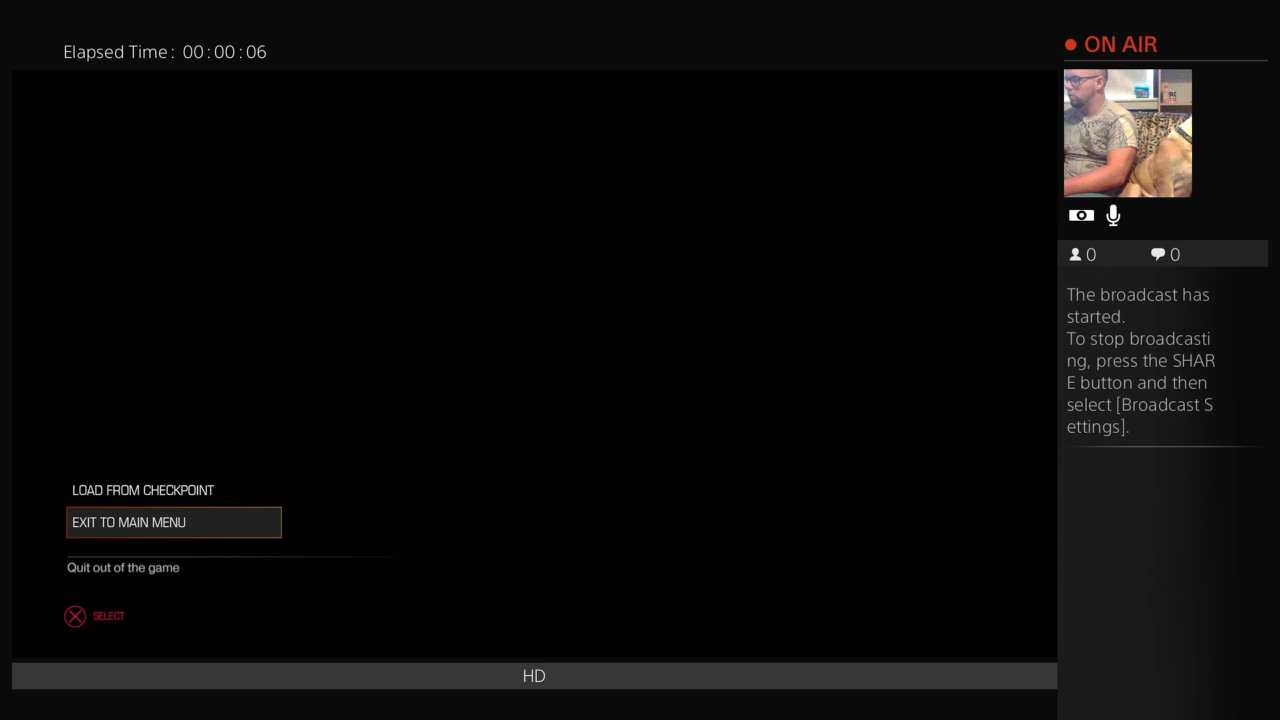 Elapsed Time: 00:00:06
ON AIR
0
0
The broadcast has
started.
To stop broadcasti
ng, press the SHAR
E button and then
select [Broadcast S
ettings].
LOAD FROM CHECKPOINT
EXIT TO MAIN MENU
Quit out of the game
SELECT
HD